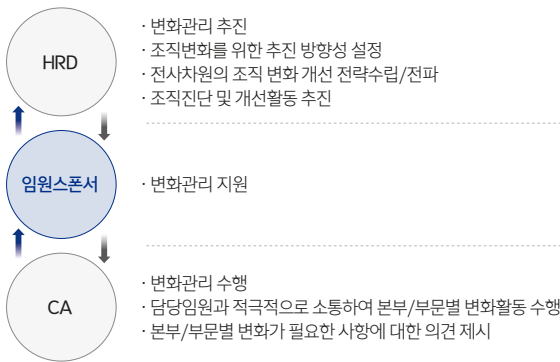 HRD
· 변화관리 추진
· 조직변화를 위한 추진 방향성 설정
· 전사차원의 조직 변화 개선 전략수립/전파
· 조직진단 및 개선활동 추진
임원스폰서
· 변화관리 지원
CA
· 변화관리 수행
· 담당임원과 적극적으로 소통하여 본부/부문별 변화활동 수행
· 본부/부문별 변화가 필요한 사항에 대한 의견 제시